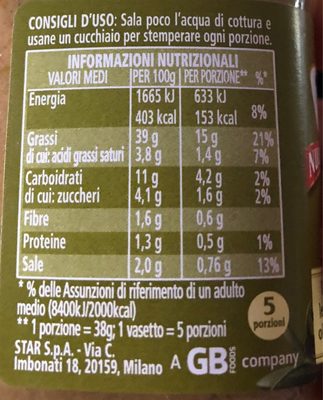 CONSIGLI D'USO: Sala poco l'acqua di cottura e
usane un cucchiaio per stemperare ogni porzione.
INFORMAZIONI NUTRIZIONALI
VALORI MEDI PER 100g PER PORZIONE** %*
Energia 1665 kJ 633 kJ
403 kcal 153 kcal 8%
Grassi 39 g 15 g 21%
di cui: acidi grassi saturi 3,8 g 1,4 g 7%
Carboidrati 11 g 4,2 g 2%
di cui: zuccheri 4,1 g 1,6 g 2%
Fibre 1,6 g 0,6 g
Proteine 1,3 g 0,5 g 1%
Sale 2,0 g 0,76 g 13%
* % delle Assunzioni di riferimento di un adulto
medio (8400kJ/2000kcal)
** 1 porzione = 38g; 1 vasetto = 5 porzioni
5
porzioni
STAR S.p.A. - Via C.
Imbonati 18, 20159, Milano A GB FOODS company